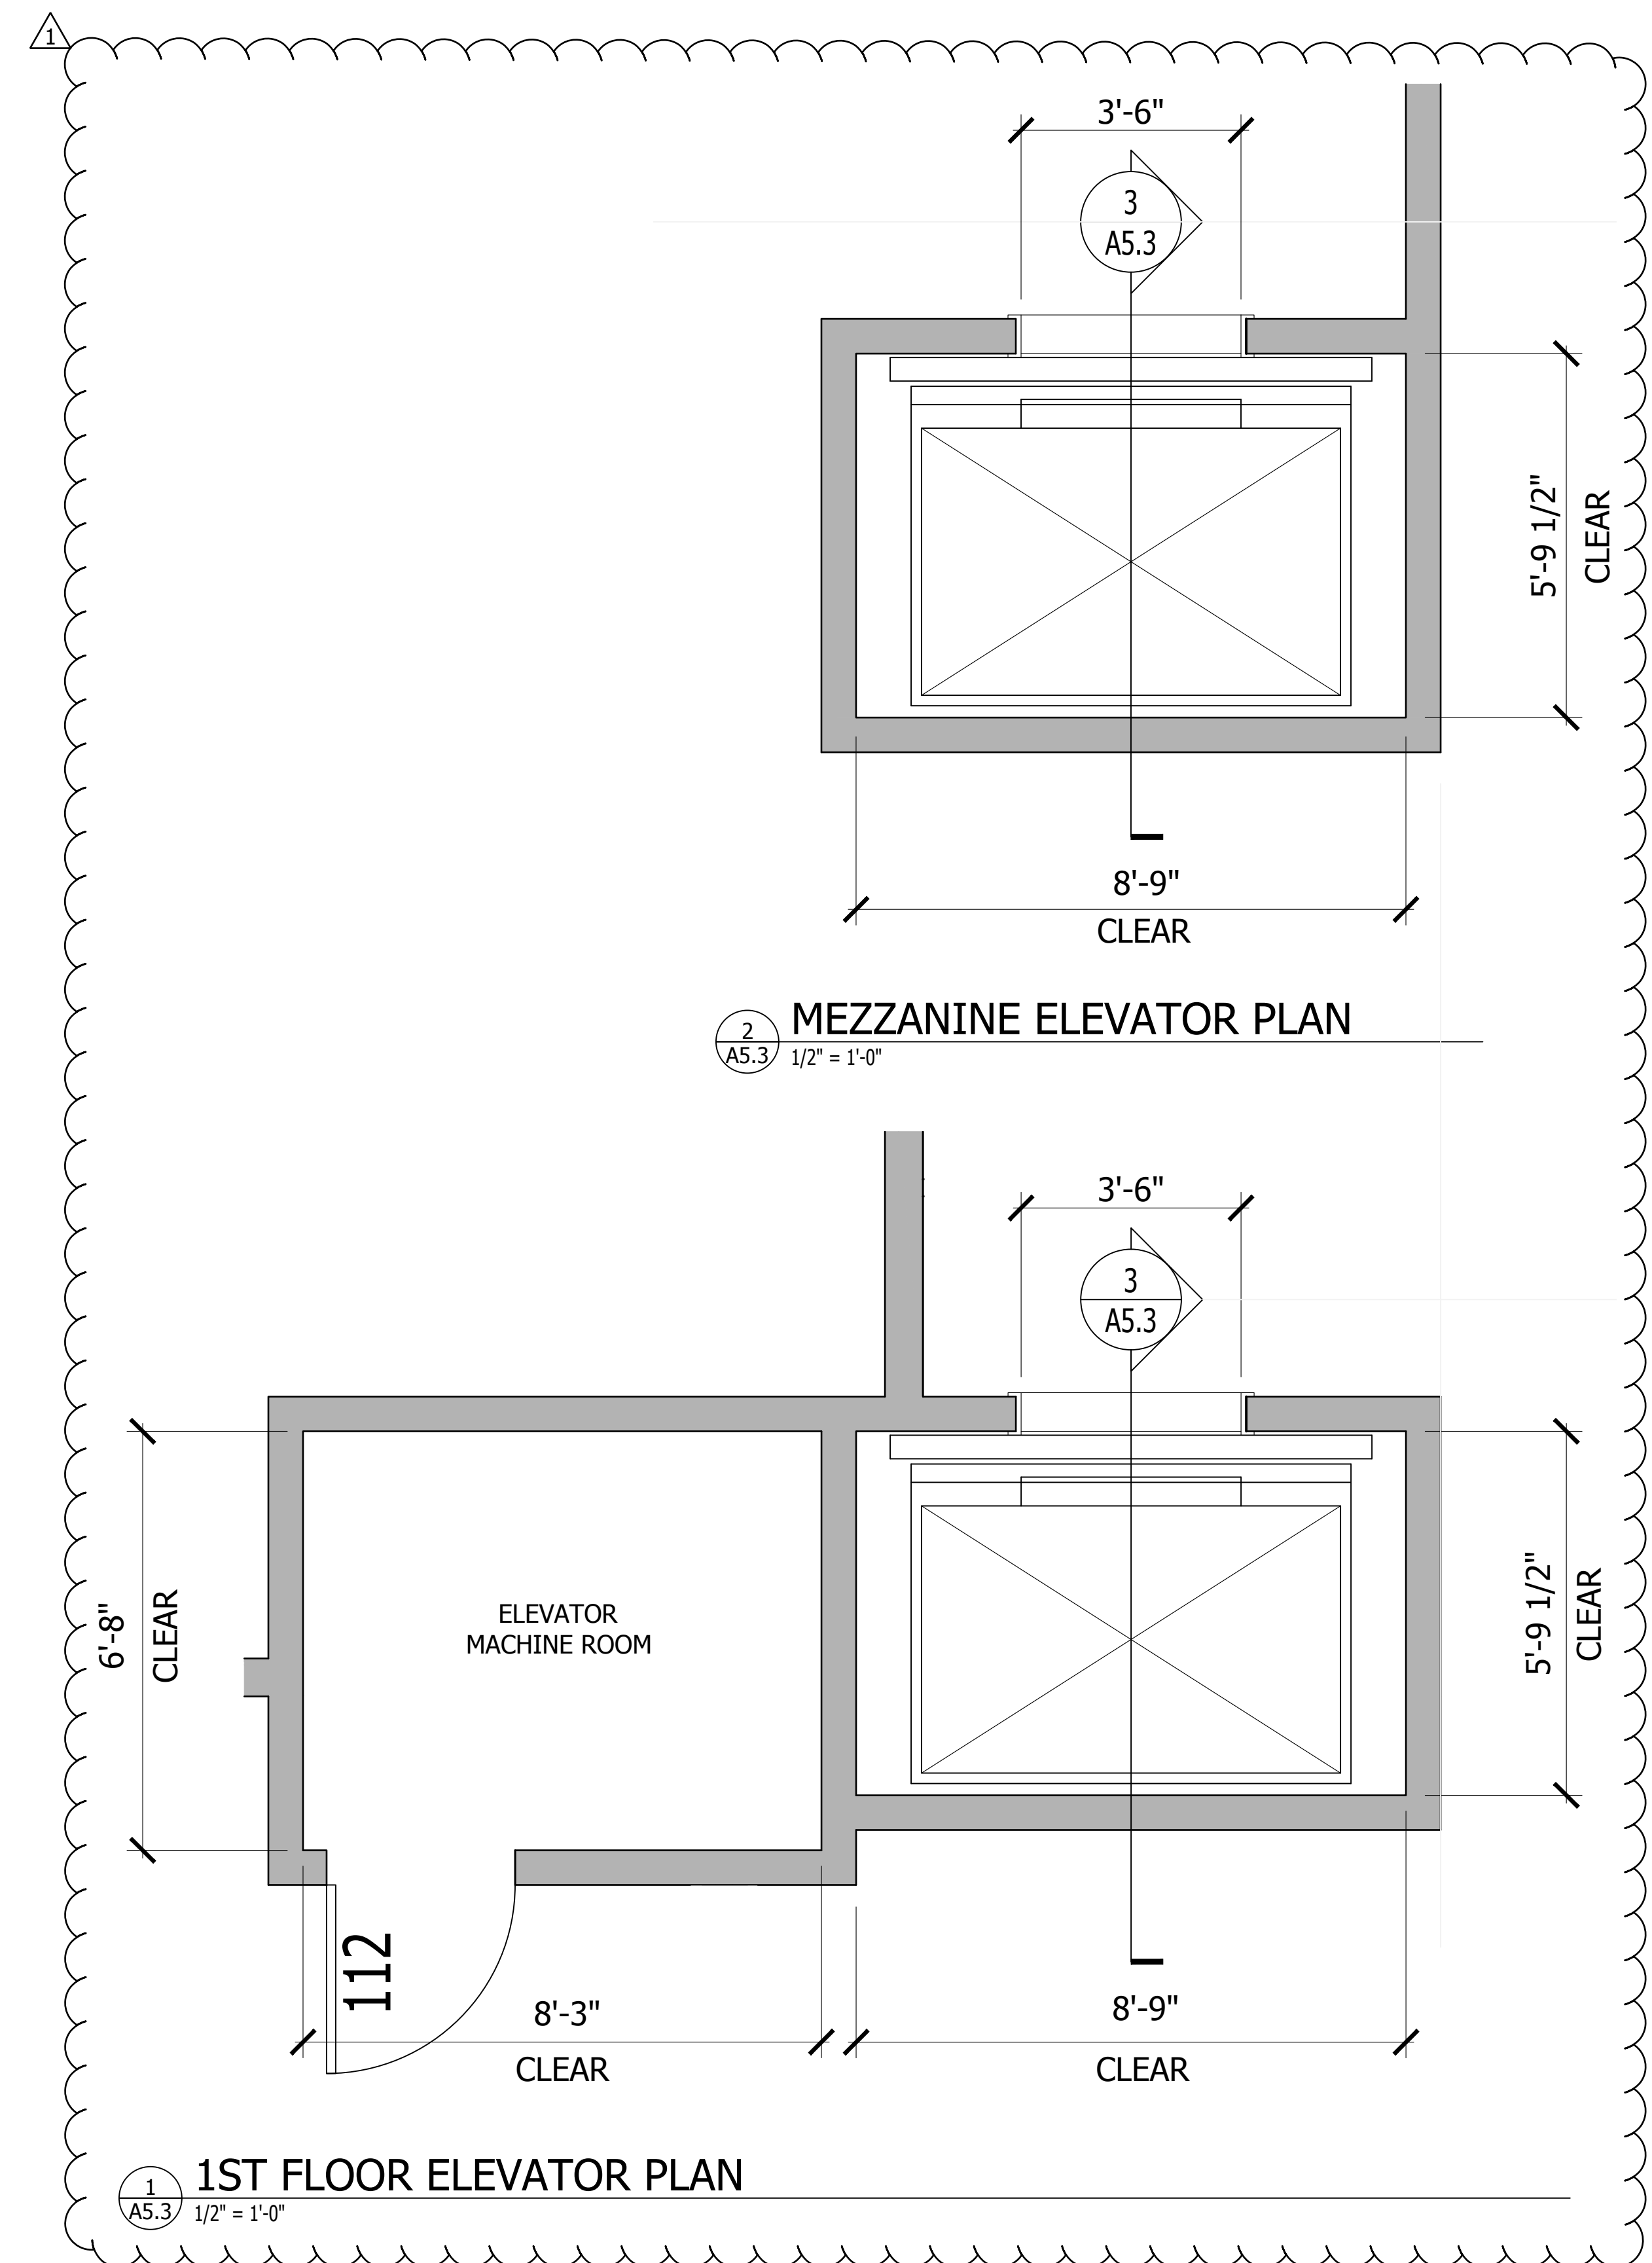 1
3'-6"
3
A5.3
5'-9 1/2"
CLEAR
8'-9"
CLEAR
2
A5.3
MEZZANINE ELEVATOR PLAN
1/2" = 1'-0"
3'-6"
3
A5.3
6'-8"
CLEAR
ELEVATOR
MACHINE ROOM
5'-9 1/2"
CLEAR
112
8'-3"
CLEAR
8'-9"
CLEAR
1
A5.3
1ST FLOOR ELEVATOR PLAN
1/2" = 1'-0"